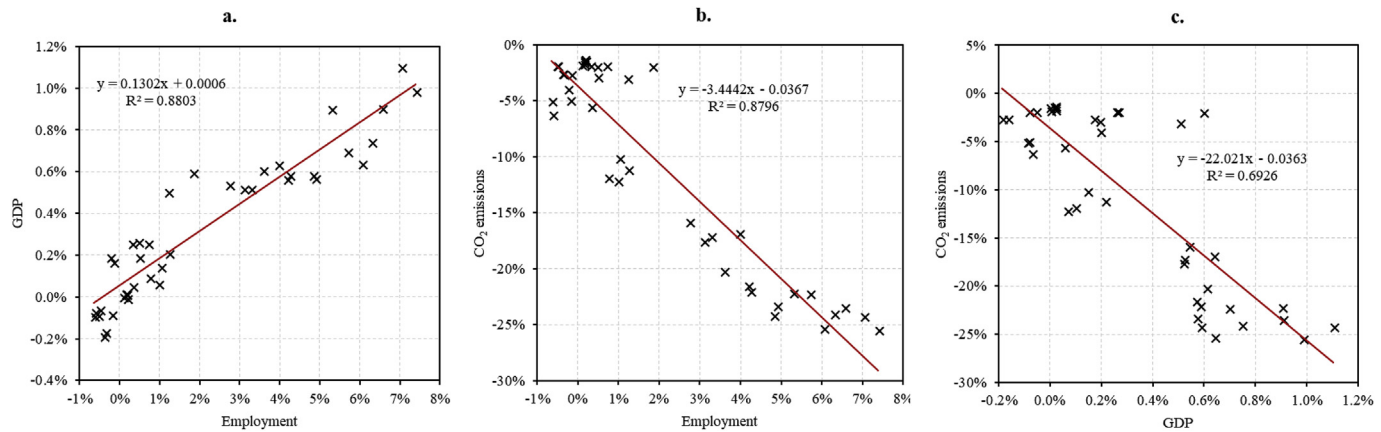 a.
GDP
1.2%
1.0%
0.8%
0.6%
0.4%
0.2%
0.0%
-0.2%
-0.4%
y = 0.1302x + 0.0006
R² = 0.8803
-1% 0% 1% 2% 3% 4% 5% 6% 7% 8%
Employment
b.
CO₂ emissions
0%
-5%
-10%
-15%
-20%
-25%
-30%
y = -3.4442x - 0.0367
R² = 0.8796
-1% 0% 1% 2% 3% 4% 5% 6% 7% 8%
Employment
c.
CO₂ emissions
5%
0%
-5%
-10%
-15%
-20%
-25%
-30%
y = -22.021x - 0.0363
R² = 0.6926
-0.2% 0.0% 0.2% 0.4% 0.6% 0.8% 1.0% 1.2%
GDP